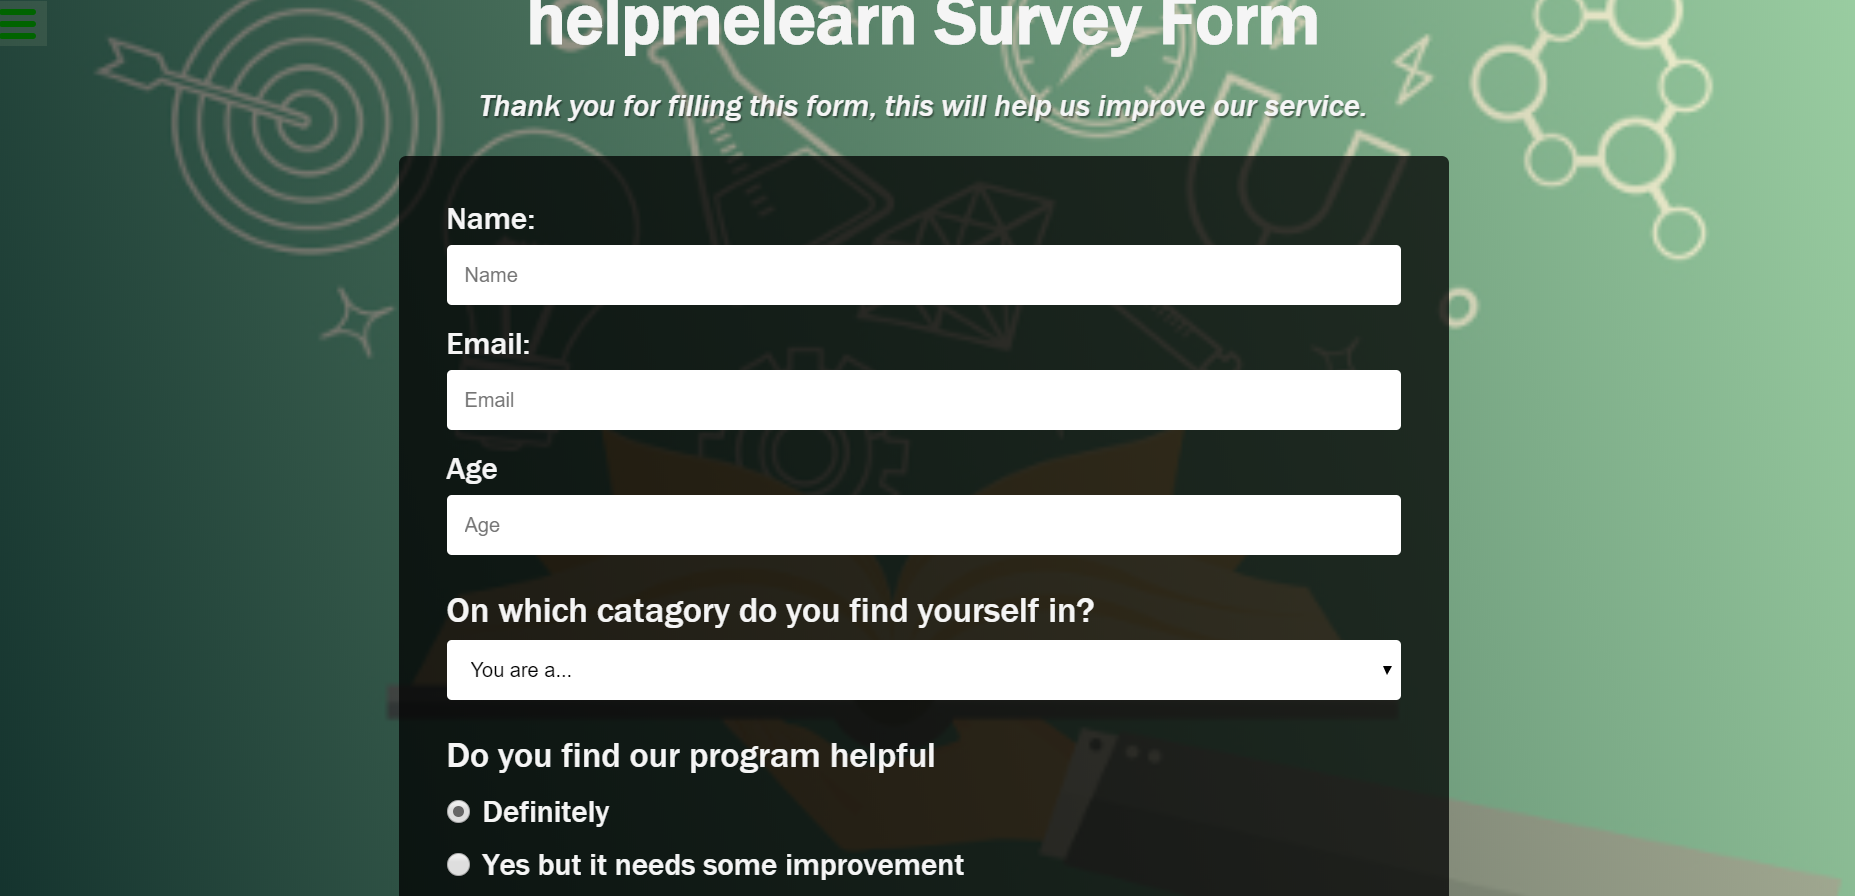 helpmelearn Survey Form
Thank you for filling this form, this will help us improve our service.
Name:
Name
Email:
Email
Age
Age
On which catagory do you find yourself in?
You are a...
Do you find our program helpful
Definitely
Yes but it needs some improvement